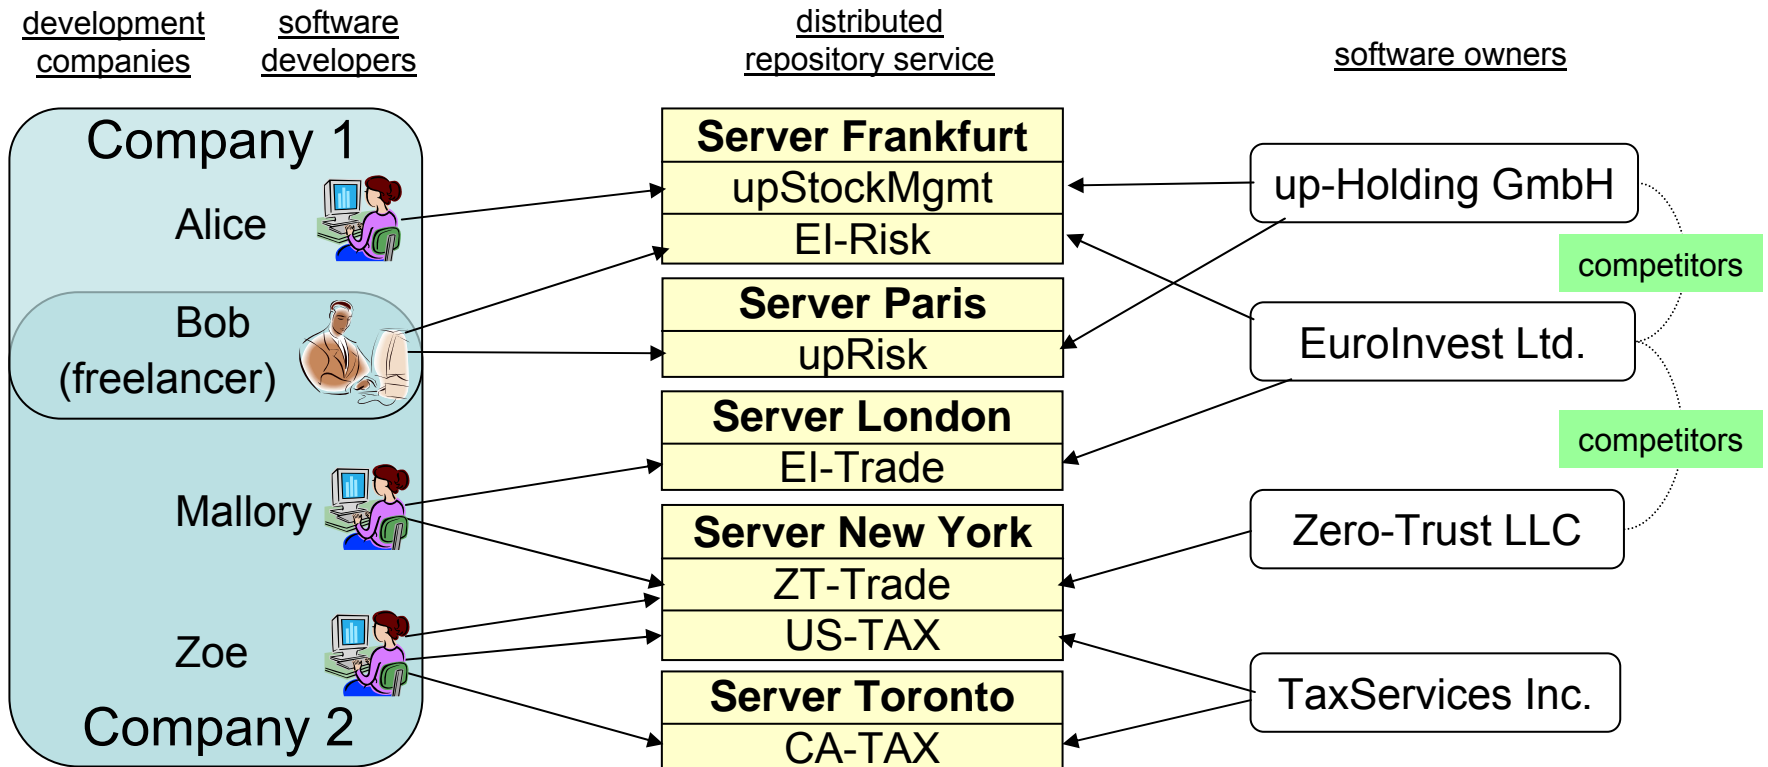 development
companies
software
developers
distributed
repository service
software owners
Company 1
Alice
Bob
(freelancer)
Mallory
Zoe
Company 2
Server Frankfurt
upStockMgmt
EI-Risk
Server Paris
upRisk
Server London
EI-Trade
Server New York
ZT-Trade
US-TAX
Server Toronto
CA-TAX
up-Holding GmbH
competitors
EuroInvest Ltd.
competitors
Zero-Trust LLC
TaxServices Inc.